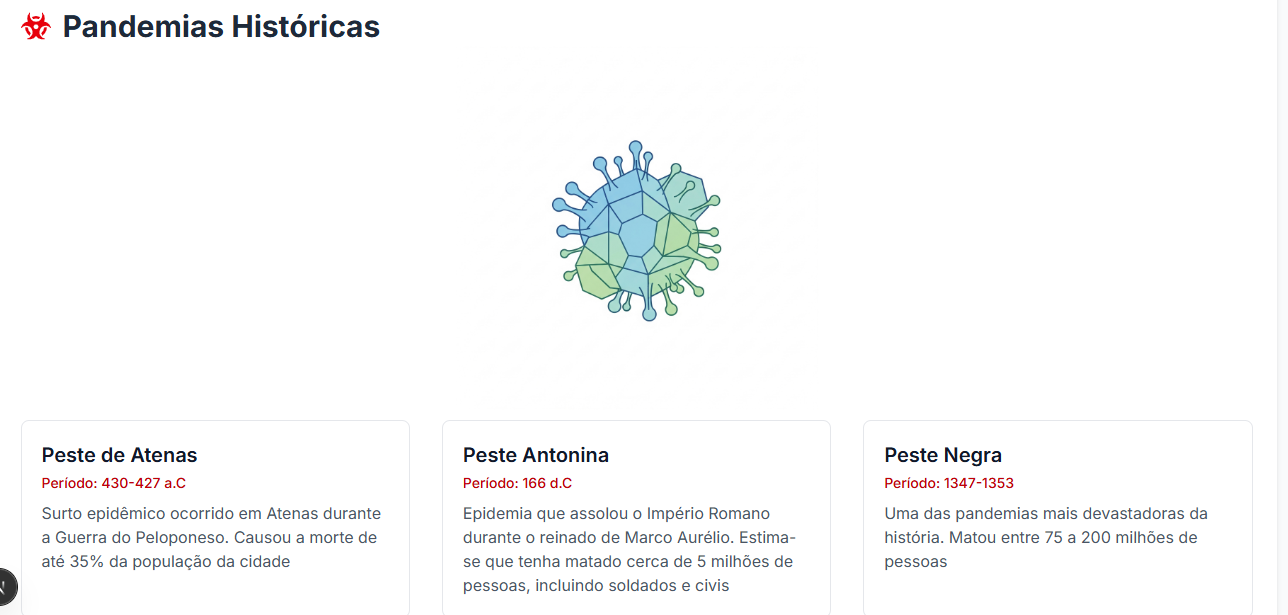 Pandemias Históricas
Peste de Atenas
Período: 430-427 a.C
Surto epidêmico ocorrido em Atenas durante
a Guerra do Peloponeso. Causou a morte de
até 35% da população da cidade
Peste Antonina
Período: 166 d.C
Epidemia que assolou o Império Romano
durante o reinado de Marco Aurélio. Estima-
se que tenha matado cerca de 5 milhões de
pessoas, incluindo soldados e civis
Peste Negra
Período: 1347-1353
Uma das pandemias mais devastadoras da
história. Matou entre 75 a 200 milhões de
pessoas